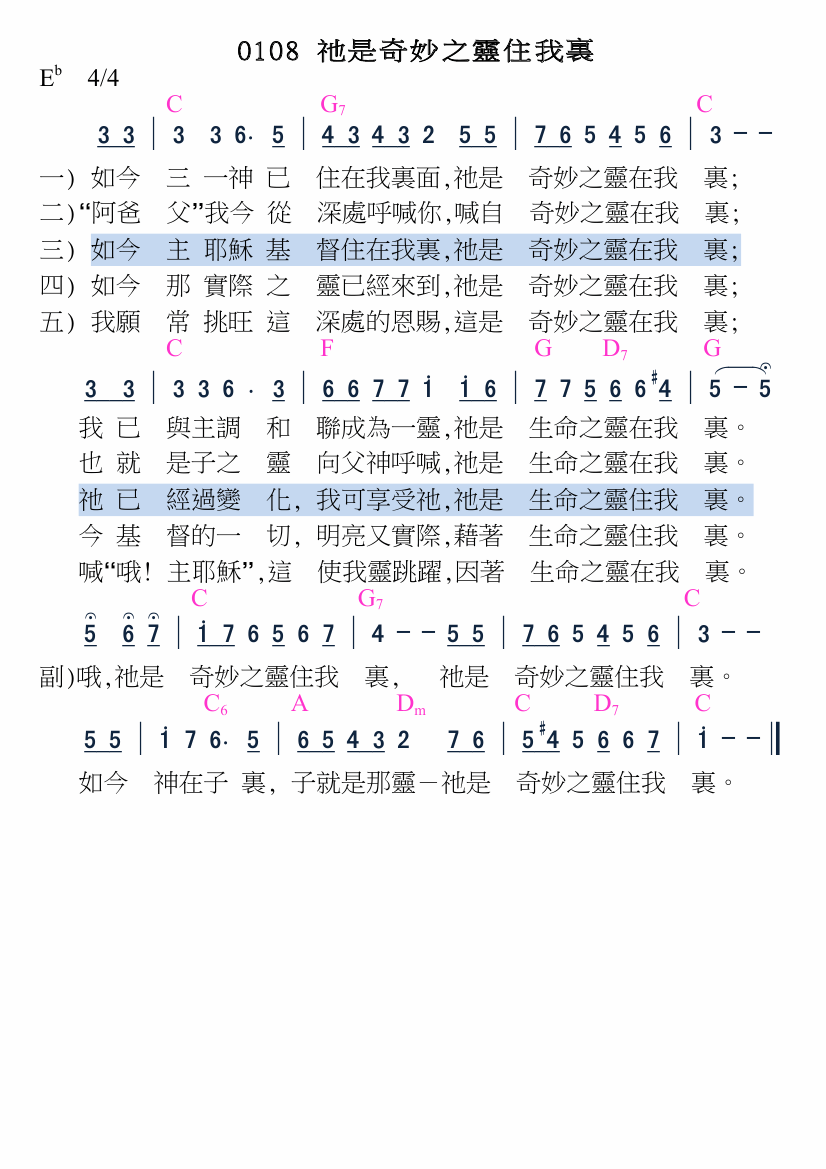 0108 祂是奇妙之靈住我裏
E♭ 4/4
C G7 C
3 3 | 3 3 6. 5 | 4 3 4 3 2 5 5 | 7 6 5 4 5 6 | 3 - -
一) 如今 三 一神 已 住在我裏面,祂是 奇妙之靈在我 裏;
二)“阿爸 父”我今 從 深處呼喊你,喊自 奇妙之靈在我 裏;
三) 如今 主 耶穌 基 督住在我裏,祂是 奇妙之靈在我 裏;
四) 如今 那 實際 之 靈已經來到,祂是 奇妙之靈在我 裏;
五) 我願 常 挑旺 這 深處的恩賜,這是 奇妙之靈在我 裏;
C F G D7 G
3 3 | 3 3 6 . 3 | 6 6 7 7 i i 6 | 7 7 5 6 6 #4 | 5 - 5
我 已 與主調 和 聯成為一靈,祂是 生命之靈在我 裏。
也 就 是子之 靈 向父神呼喊,祂是 生命之靈在我 裏。
祂 已 經過變 化, 我可享受祂,祂是 生命之靈住我 裏。
今 基 督的一 切, 明亮又實際,藉著 生命之靈住我 裏。
喊“哦! 主耶穌”,這 使我靈跳躍,因著 生命之靈在我 裏。
C G7 C
5 6 7 | i 7 6 5 6 7 | 4 - - 5 5 | 7 6 5 4 5 6 | 3 - -
副)哦,祂是 奇妙之靈住我 裏, 祂是 奇妙之靈住我 裏。
C6 A Dm C D7 C
5 5 | i 7 6. 5 | 6 5 4 3 2 7 6 | 5 #4 5 6 6 7 | i - - ‖
如今 神在子 裏, 子就是那靈－祂是 奇妙之靈住我 裏。